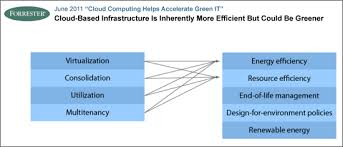 FORRESTER
June 2011 "Cloud Computing Helps Accelerate Green IT"
Cloud-Based Infrastructure Is Inherently More Efficient But Could Be Greener
Virtualization
Consolidation
Utilization
Multitenancy
Energy efficiency
Resource efficiency
End-of-life management
Design-for-environment policies
Renewable energy